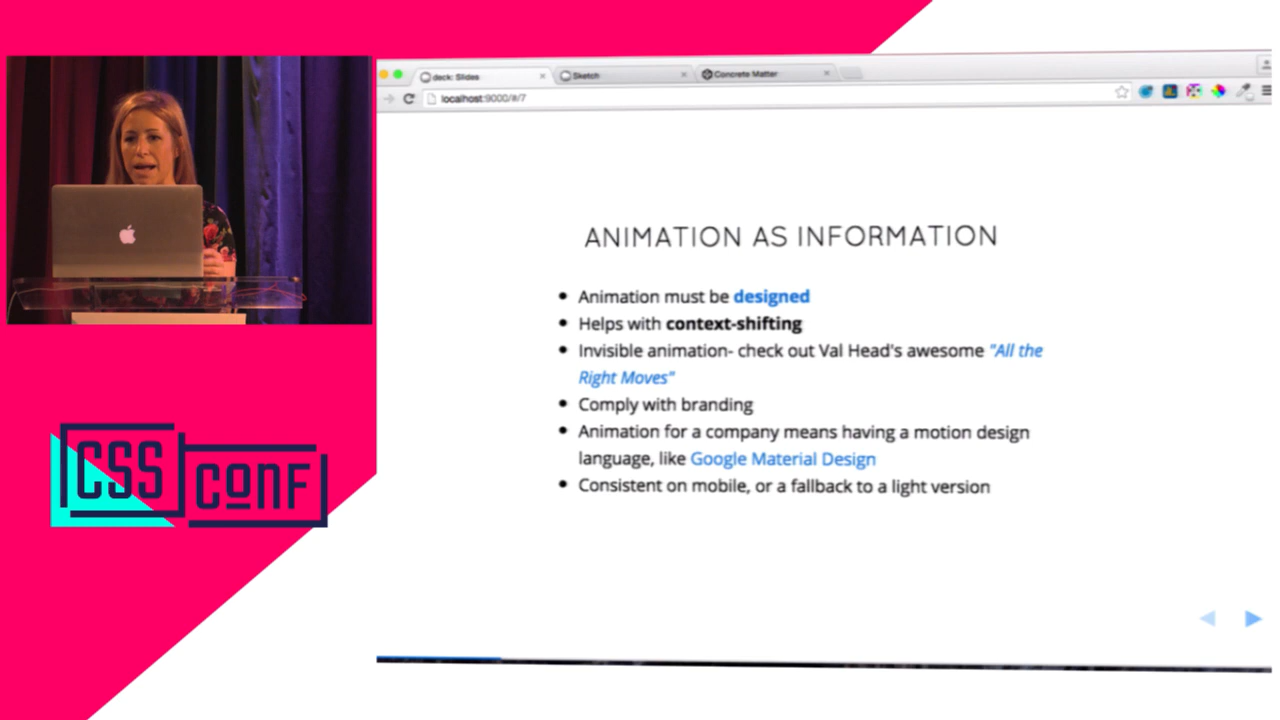 deck: Slides
Sketch
Concrete Matter
localhost:9000/#/7
ANIMATION AS INFORMATION
Animation must be designed
Helps with context-shifting
Invisible animation- check out Val Head's awesome "All the
Right Moves"
Comply with branding
Animation for a company means having a motion design
language, like Google Material Design
Consistent on mobile, or a fallback to a light version
CSS
CONF